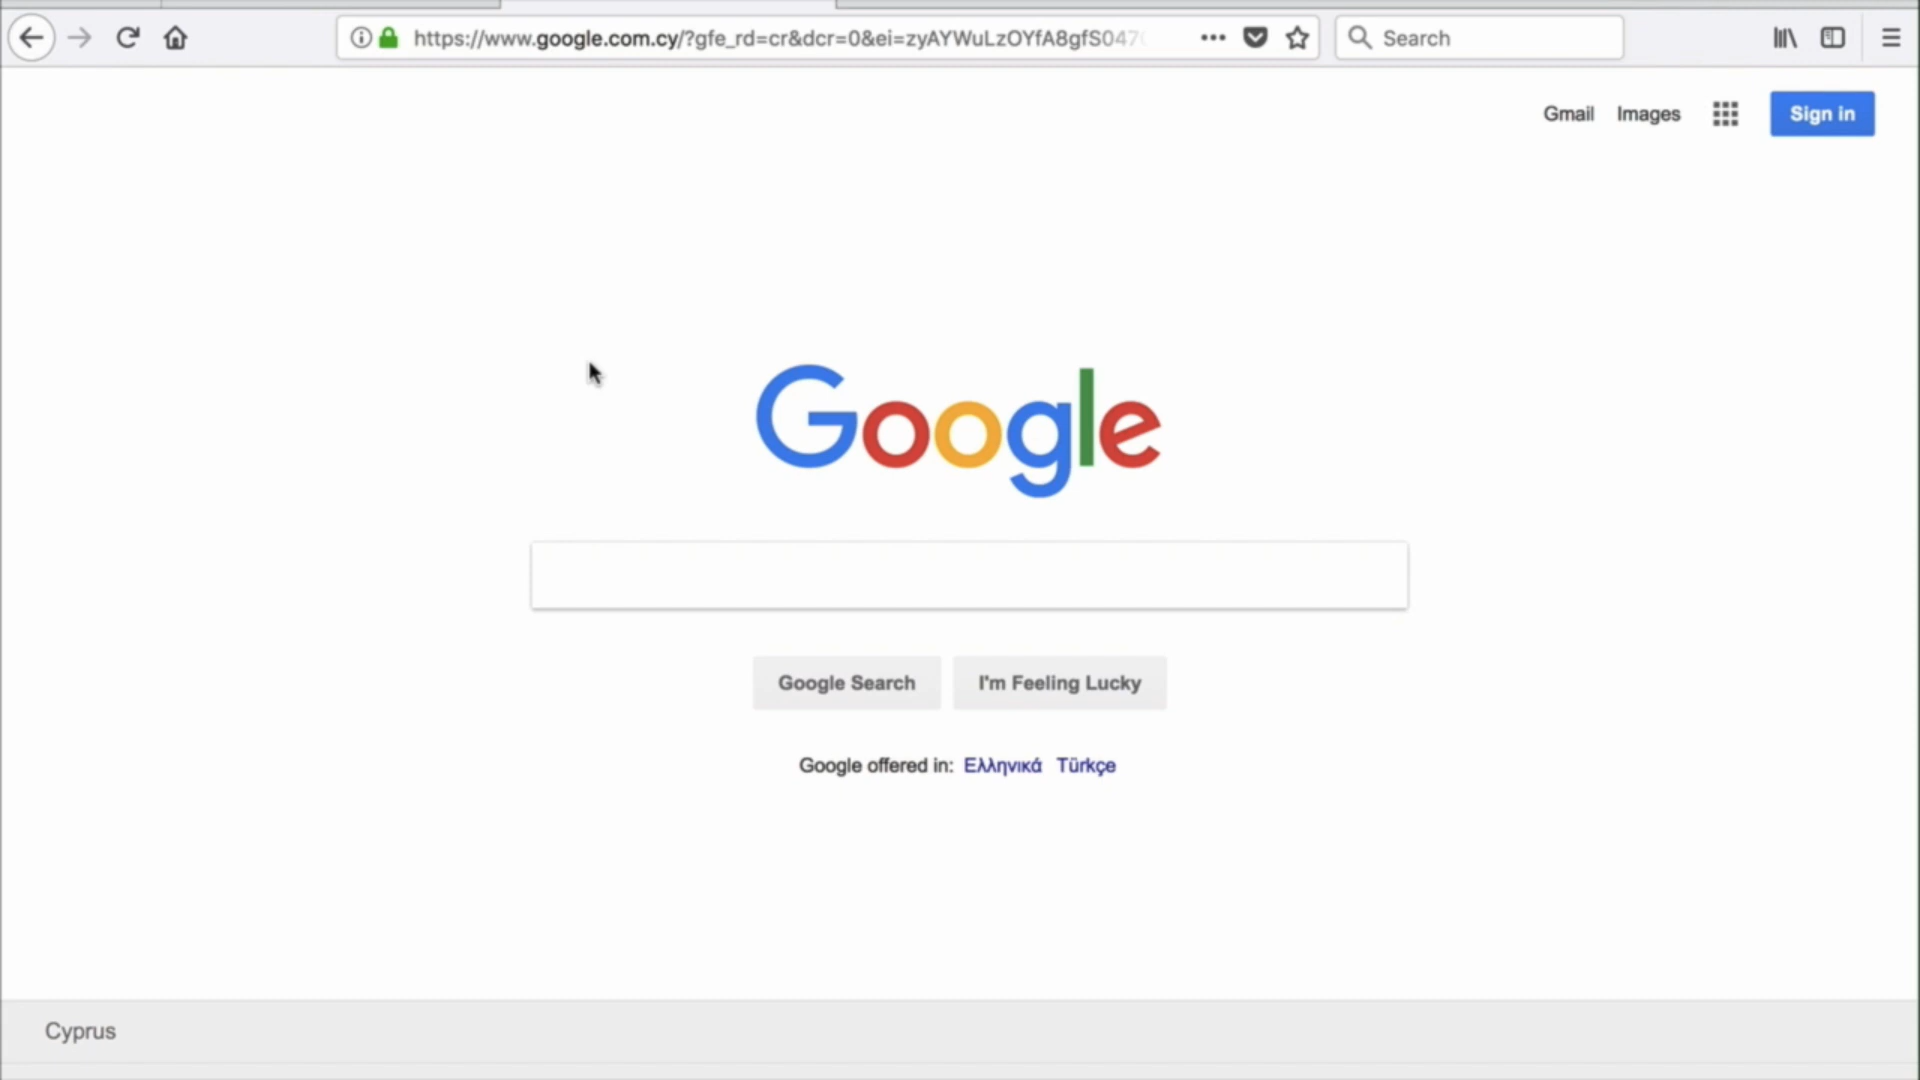 https://www.google.com.cy/?gfe_rd=cr&dcr=0&ei=zyAYWuLzOYfA8gfS047
Search
Gmail Images Sign in
Google
Google Search I'm Feeling Lucky
Google offered in: Ελληνικά Türkçe
Cyprus